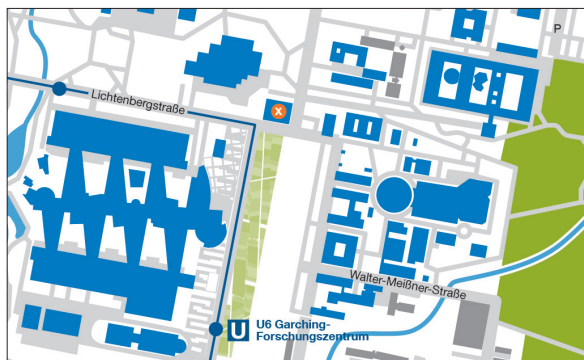 P
Lichtenbergstraße
X
Walter-Meißner-Straße
U U6 Garching-
Forschungszentrum